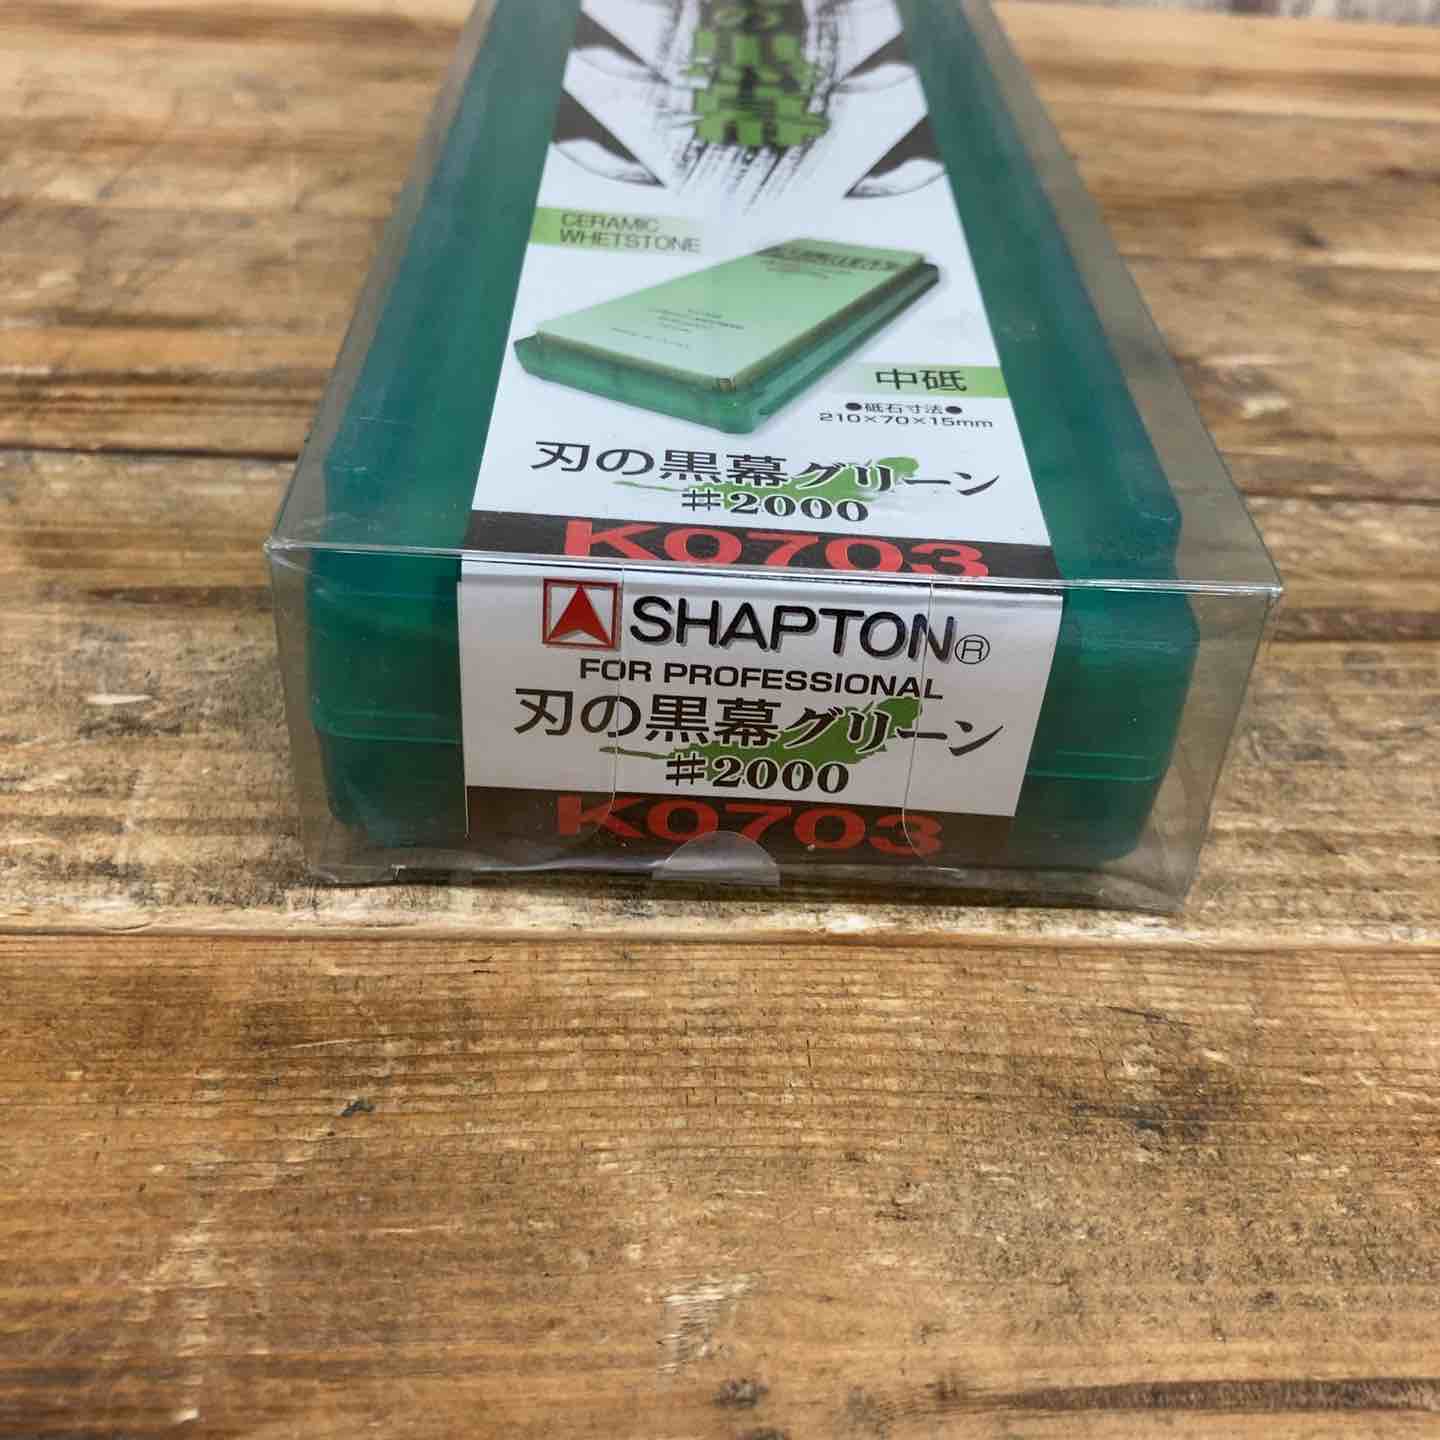 CERAMIC
WHETSTONE
中砥
●砥石寸法●
210×70×15mm
刃の黒幕グリーン
#2000
K0703
SHAPTON®
FOR PROFESSIONAL
刃の黒幕グリーン
#2000
K0703